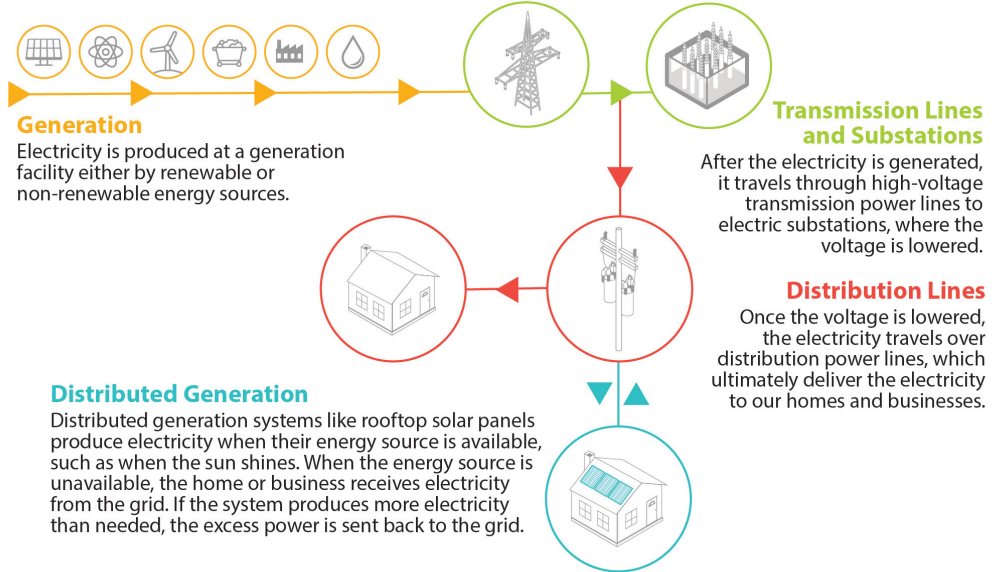 Generation
Electricity is produced at a generation
facility either by renewable or
non-renewable energy sources.
Transmission Lines
and Substations
After the electricity is generated,
it travels through high-voltage
transmission power lines to
electric substations, where the
voltage is lowered.
Distribution Lines
Once the voltage is lowered,
the electricity travels over
distribution power lines, which
ultimately deliver the electricity
to our homes and businesses.
Distributed Generation
Distributed generation systems like rooftop solar panels
produce electricity when their energy source is available,
such as when the sun shines. When the energy source is
unavailable, the home or business receives electricity
from the grid. If the system produces more electricity
than needed, the excess power is sent back to the grid.